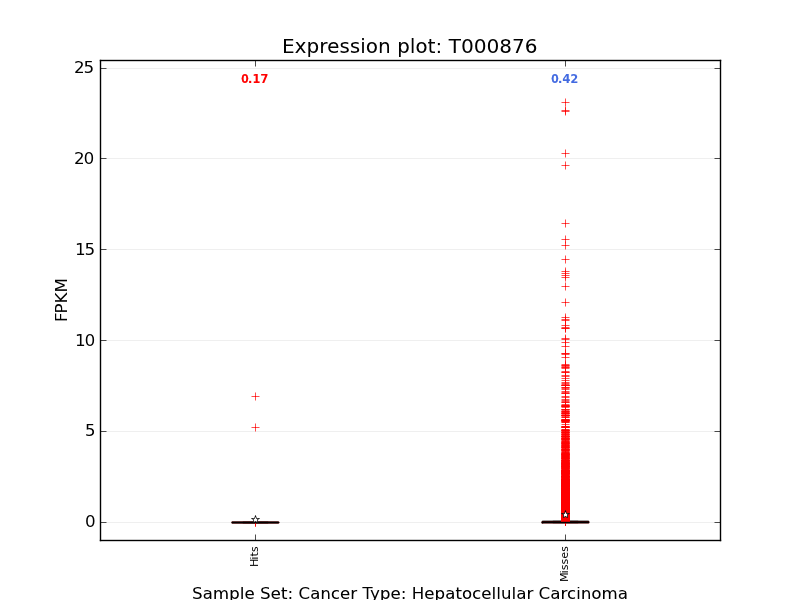 Expression plot: T000876
0.17 0.42
25
20
15
10
5
0
FPKM
Hits Misses
Sample Set: Cancer Type: Hepatocellular Carcinoma